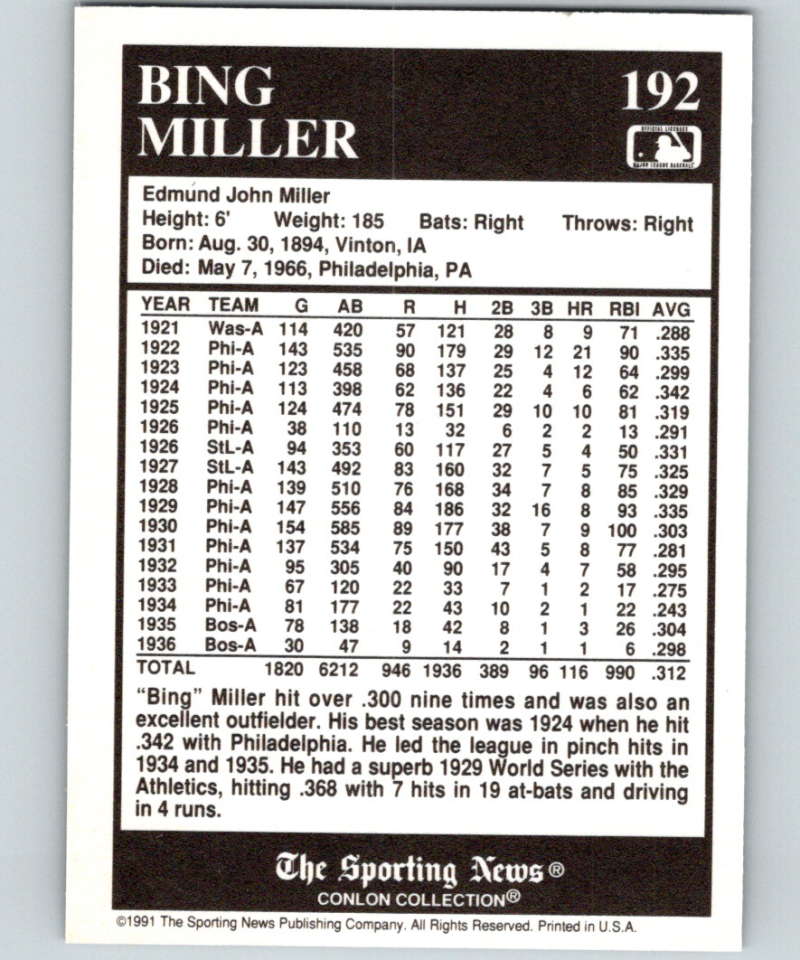 BING
MILLER
192
OFFICIAL LICENSEE
MAJOR LEAGUE BASEBALL
Edmund John Miller
Height: 6' Weight: 185 Bats: Right Throws: Right
Born: Aug. 30, 1894, Vinton, IA
Died: May 7, 1966, Philadelphia, PA
YEAR TEAM G AB R H 2B 3B HR RBI AVG
1921 Was-A 114 420 57 121 28 8 9 71 .288
1922 Phi-A 143 535 90 179 29 12 21 90 .335
1923 Phi-A 123 458 68 137 25 4 12 64 .299
1924 Phi-A 113 398 62 136 22 4 6 62 .342
1925 Phi-A 124 474 78 151 29 10 10 81 .319
1926 Phi-A 38 110 13 32 6 2 2 13 .291
1926 StL-A 94 353 60 117 27 5 4 50 .331
1927 StL-A 143 492 83 160 32 7 5 75 .325
1928 Phi-A 139 510 76 168 34 7 8 85 .329
1929 Phi-A 147 556 84 186 32 16 8 93 .335
1930 Phi-A 154 585 89 177 38 7 9 100 .303
1931 Phi-A 137 534 75 150 43 5 8 77 .281
1932 Phi-A 95 305 40 90 17 4 7 58 .295
1933 Phi-A 67 120 22 33 7 1 2 17 .275
1934 Phi-A 81 177 22 43 10 2 1 22 .243
1935 Bos-A 78 138 18 42 8 1 3 26 .304
1936 Bos-A 30 47 9 14 2 1 1 6 .298
TOTAL 1820 6212 946 1936 389 96 116 990 .312
"Bing" Miller hit over .300 nine times and was also an
excellent outfielder. His best season was 1924 when he hit
.342 with Philadelphia. He led the league in pinch hits in
1934 and 1935. He had a superb 1929 World Series with the
Athletics, hitting .368 with 7 hits in 19 at-bats and driving
in 4 runs.
The Sporting News®
CONLON COLLECTION®
©1991 The Sporting News Publishing Company. All Rights Reserved. Printed in U.S.A.